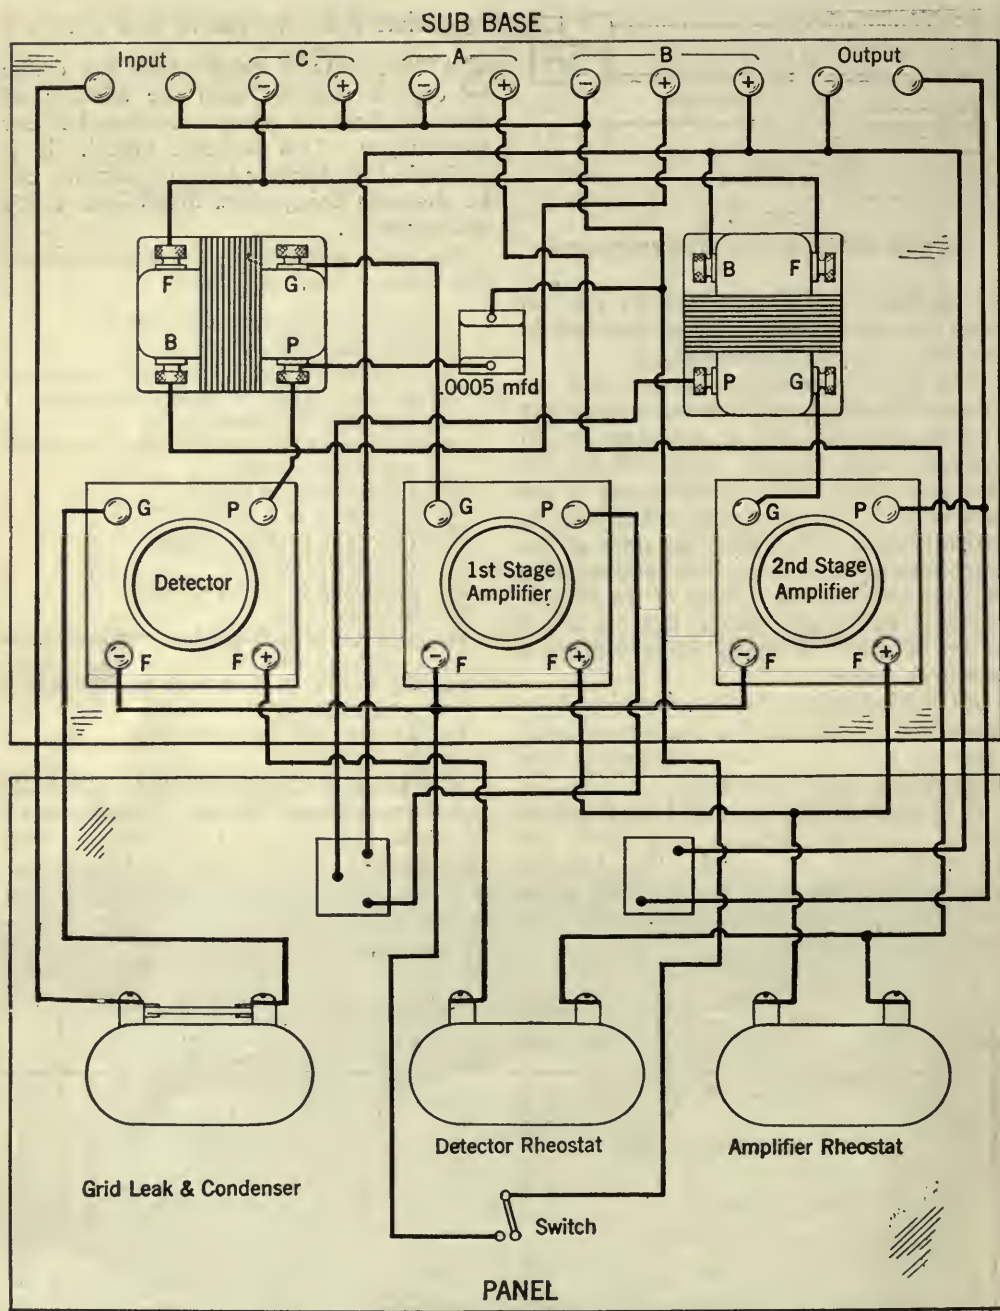 SUB BASE
Input C A B Output
- + - + - + +
F G
B P
B F
P G
.0005 mfd
G P
Detector
- F F +
G P
1st Stage
Amplifier
- F F +
G P
2nd Stage
Amplifier
- F F +
Grid Leak & Condenser
Detector Rheostat
Amplifier Rheostat
Switch
PANEL